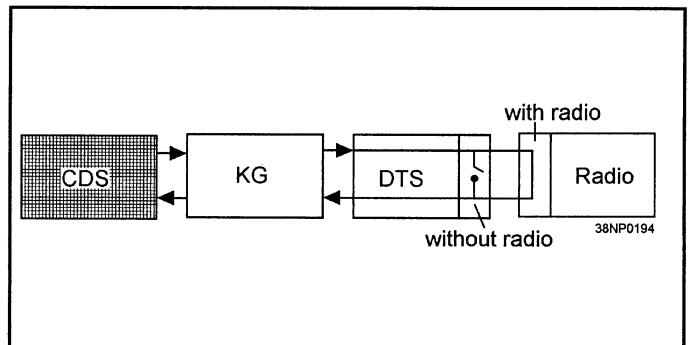 with radio
CDS
KG
DTS
Radio
without radio
38NP0194